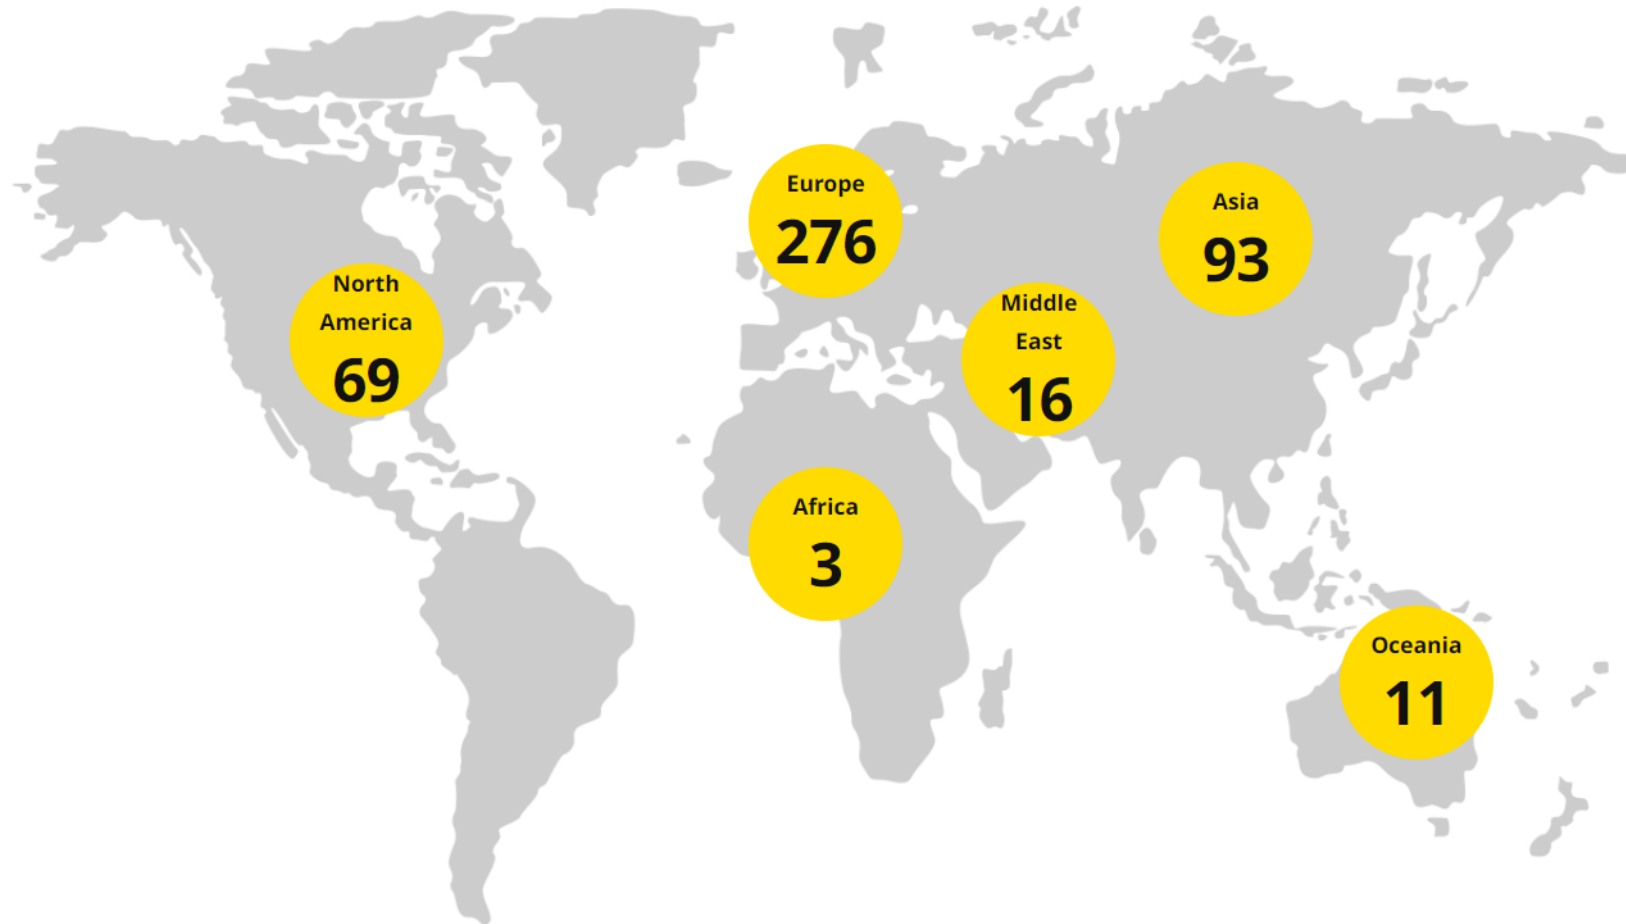 Europe
276
Asia
93
North
America
69
Middle
East
16
Africa
3
Oceania
11